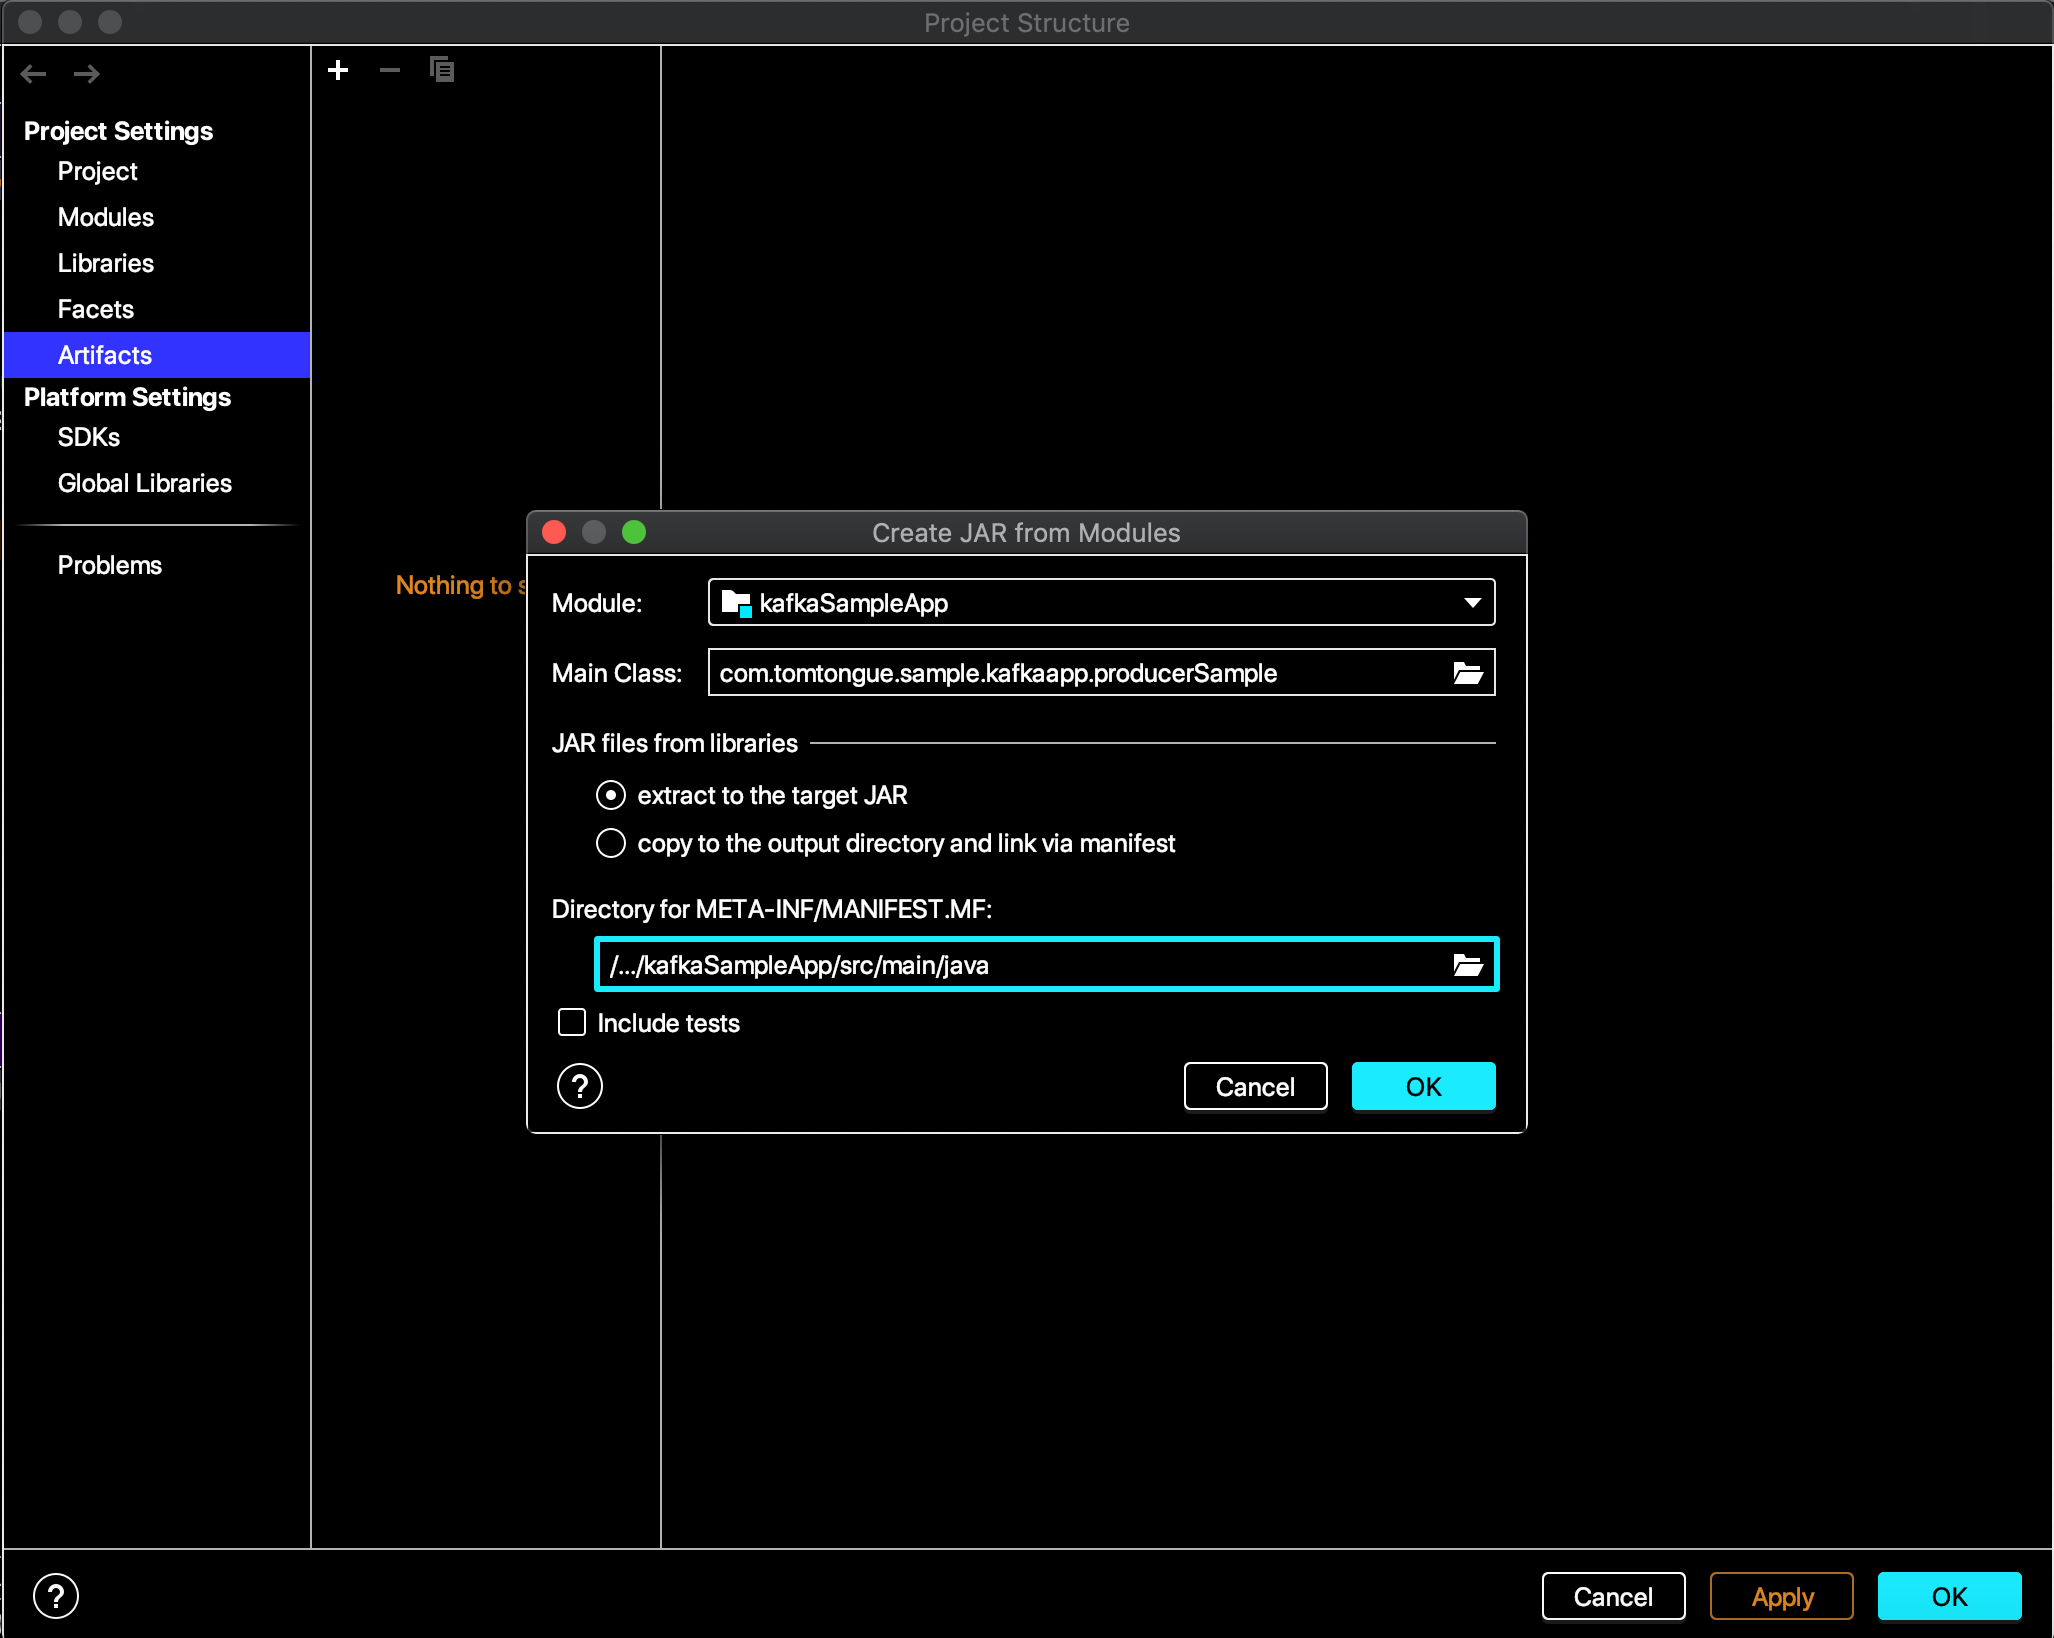 Project Structure
Project Settings
Project
Modules
Libraries
Facets
Artifacts
Platform Settings
SDKs
Global Libraries
Problems
Nothing to
Create JAR from Modules
Module: kafkaSampleApp
Main Class: com.tomtongue.sample.kafkaapp.producerSample
JAR files from libraries
extract to the target JAR
copy to the output directory and link via manifest
Directory for META-INF/MANIFEST.MF:
/.../kafkaSampleApp/src/main/java
Include tests
? Cancel OK
? Cancel Apply OK